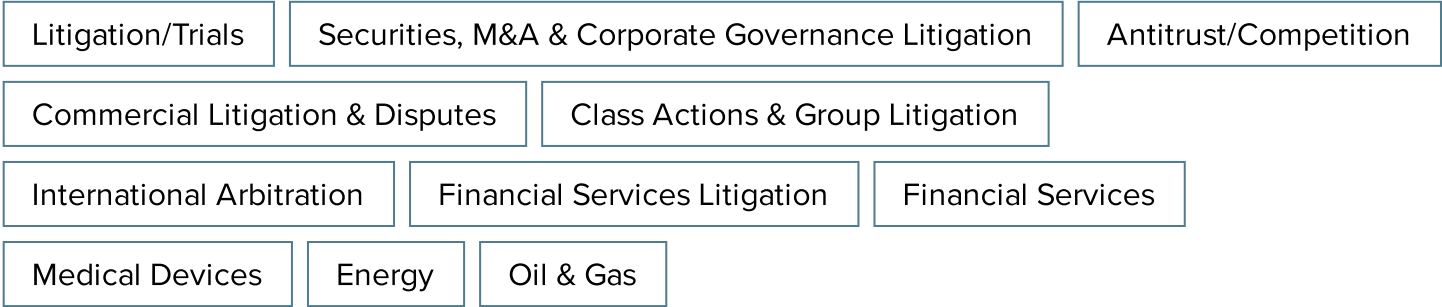 Litigation/Trials Securities, M&A & Corporate Governance Litigation Antitrust/Competition
Commercial Litigation & Disputes Class Actions & Group Litigation
International Arbitration Financial Services Litigation Financial Services
Medical Devices Energy Oil & Gas